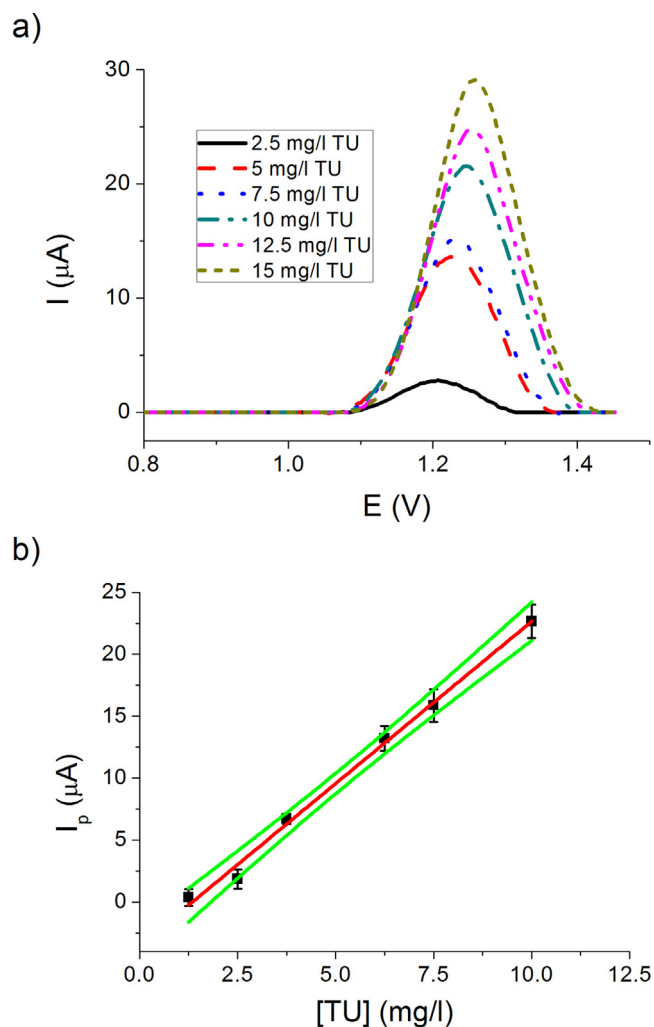 a)
30
20
10
0
I (μA)
2.5 mg/l TU
5 mg/l TU
7.5 mg/l TU
10 mg/l TU
12.5 mg/l TU
15 mg/l TU
0.8 1.0 1.2 1.4
E (V)
b)
25
20
15
10
5
0
Ip (μA)
0.0 2.5 5.0 7.5 10.0 12.5
[TU] (mg/l)